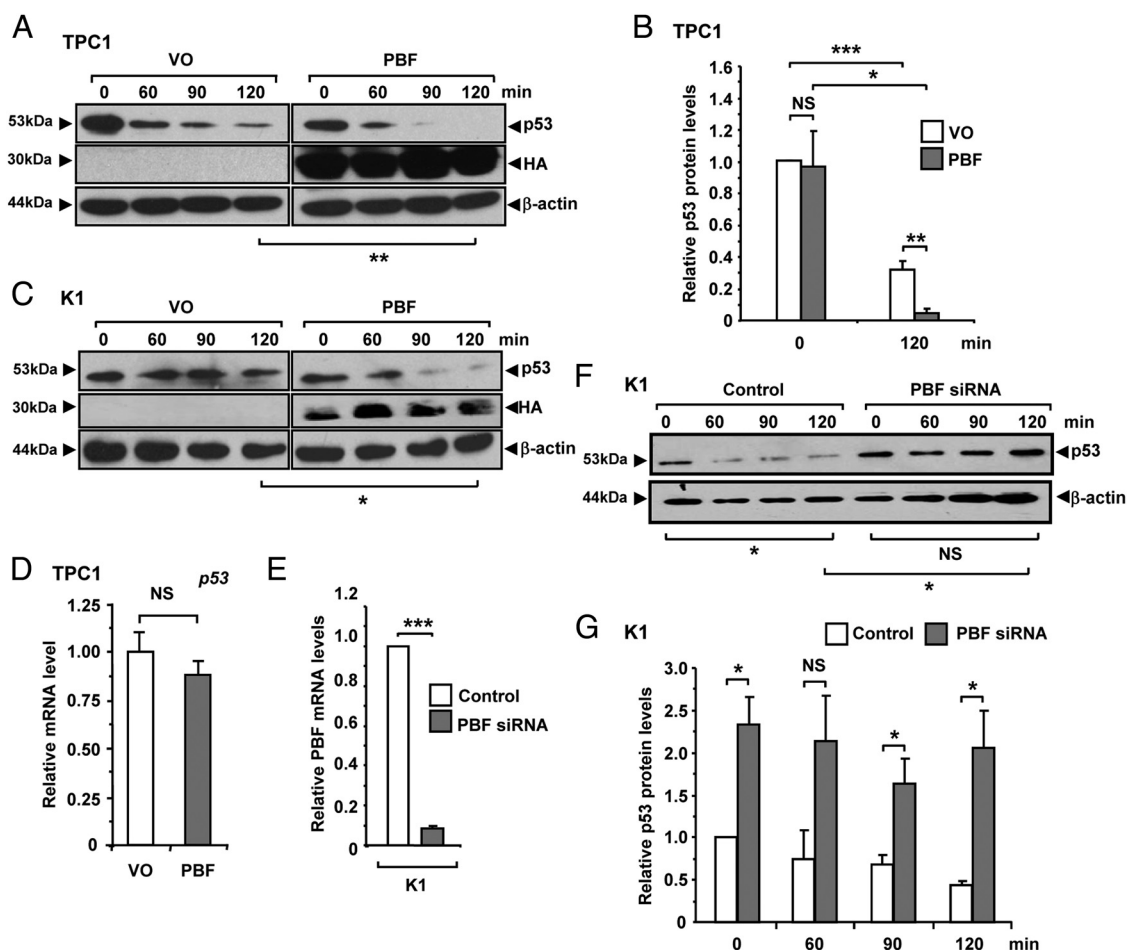 A
TPC1
VO
PBF
0 60 90 120 0 60 90 120 min
53kDa p53
30kDa HA
44kDa β-actin
**
B TPC1
Relative p53 protein levels
***
*
NS
**
1.6
1.4
1.2
1.0
0.8
0.6
0.4
0.2
0
VO
PBF
0 120 min
C K1
VO
PBF
0 60 90 120 0 60 90 120 min
53kDa p53
30kDa HA
44kDa β-actin
*
D TPC1
p53
NS
Relative mRNA level
1.25
1.00
0.75
0.50
0.25
0
VO PBF
E
Relative PBF mRNA levels
1.2
1.0
0.8
0.6
0.4
0.2
0
***
Control
PBF siRNA
K1
F K1
Control
PBF siRNA
0 60 90 120 0 60 90 120 min
53kDa p53
44kDa β-actin
* NS
*
G K1
Control PBF siRNA
Relative p53 protein levels
3.0
2.5
2.0
1.5
1.0
0.5
0
* NS * *
0 60 90 120 min